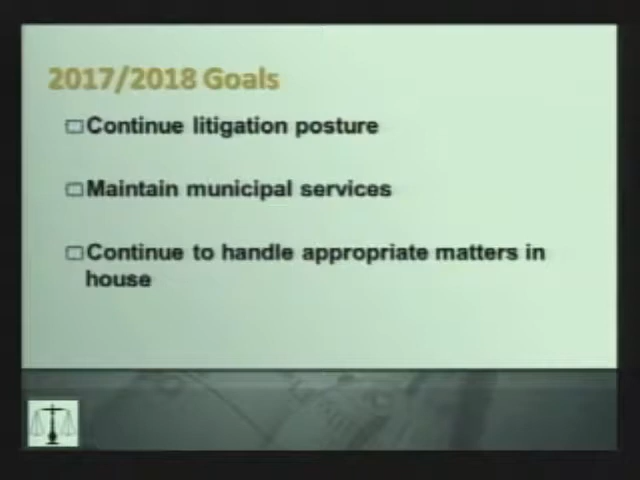 2017/2018 Goals
Continue litigation posture
Maintain municipal services
Continue to handle appropriate matters in
house